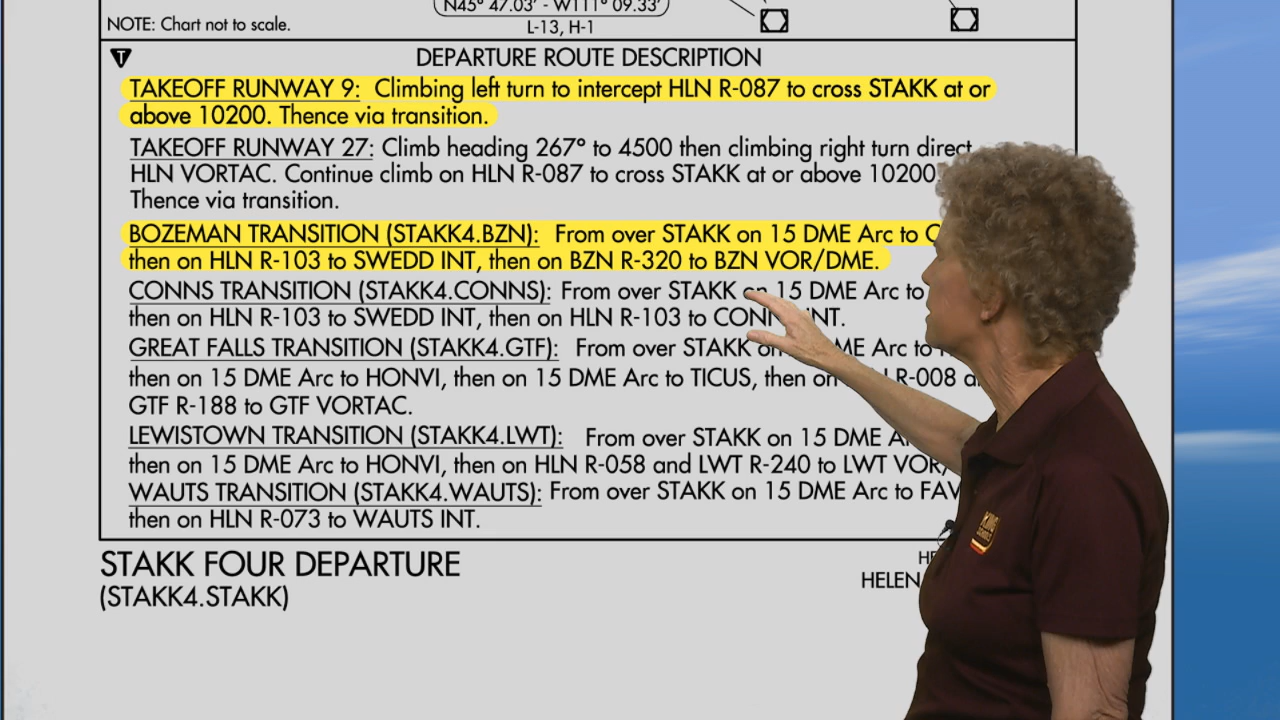 N45° 47.03' - W111° 09.33'
NOTE: Chart not to scale.
L-13, H-1
T
DEPARTURE ROUTE DESCRIPTION
TAKEOFF RUNWAY 9: Climbing left turn to intercept HLN R-087 to cross STAKK at or
above 10200. Thence via transition.
TAKEOFF RUNWAY 27: Climb heading 267° to 4500 then climbing right turn direct
HLN VORTAC. Continue climb on HLN R-087 to cross STAKK at or above 10200.
Thence via transition.
BOZEMAN TRANSITION (STAKK4.BZN): From over STAKK on 15 DME Arc to
then on HLN R-103 to SWEDD INT, then on BZN R-320 to BZN VOR/DME.
CONNS TRANSITION (STAKK4.CONNS): From over STAKK on 15 DME Arc to
then on HLN R-103 to SWEDD INT, then on HLN R-103 to INT.
GREAT FALLS TRANSITION (STAKK4.GTF): From over STAKK on Arc to
then on 15 DME Arc to HONVI, then on 15 DME Arc to TICUS, then on R-008
GTF R-188 to GTF VORTAC.
LEWISTOWN TRANSITION (STAKK4.LWT): From over STAKK on 15 DME
then on 15 DME Arc to HONVI, then on HLN R-058 and LWT R-240 to LWT
WAUTS TRANSITION (STAKK4.WAUTS): From over STAKK on 15 DME Arc to
then on HLN R-073 to WAUTS INT.
STAKK FOUR DEPARTURE
(STAKK4.STAKK)